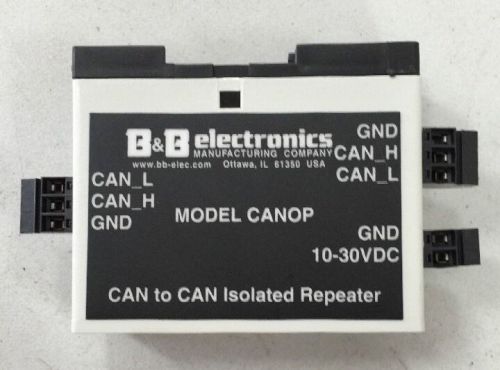 B&B electronics
MANUFACTURING COMPANY
www.bb-elec.com Ottawa, IL 61350 USA
GND
CAN_H
CAN_L
CAN_L
CAN_H
GND
MODEL CANOP
GND
10-30VDC
CAN to CAN Isolated Repeater